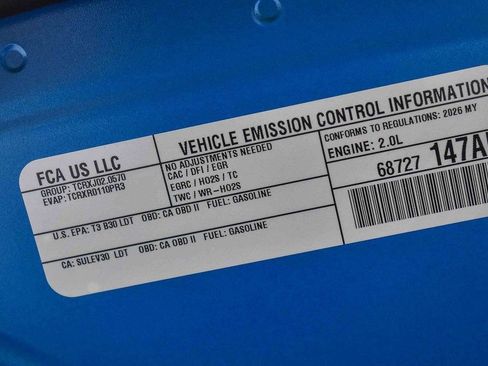 FCA US LLC
GROUP: TCRXJ02.0570
EVAP: TCRXR0110PR3
VEHICLE EMISSION CONTROL INFORMATION
NO ADJUSTMENTS NEEDED
CAC / DFI / EGR
EGRC / HO2S / TC
TWC / WR-HO2S
CONFORMS TO REGULATIONS: 2026 MY
ENGINE: 2.0L
68727 147A
U.S. EPA: T3 B30 LDT OBD: CA OBD II FUEL: GASOLINE
CA: SULEV30 LDT OBD: CA OBD II FUEL: GASOLINE